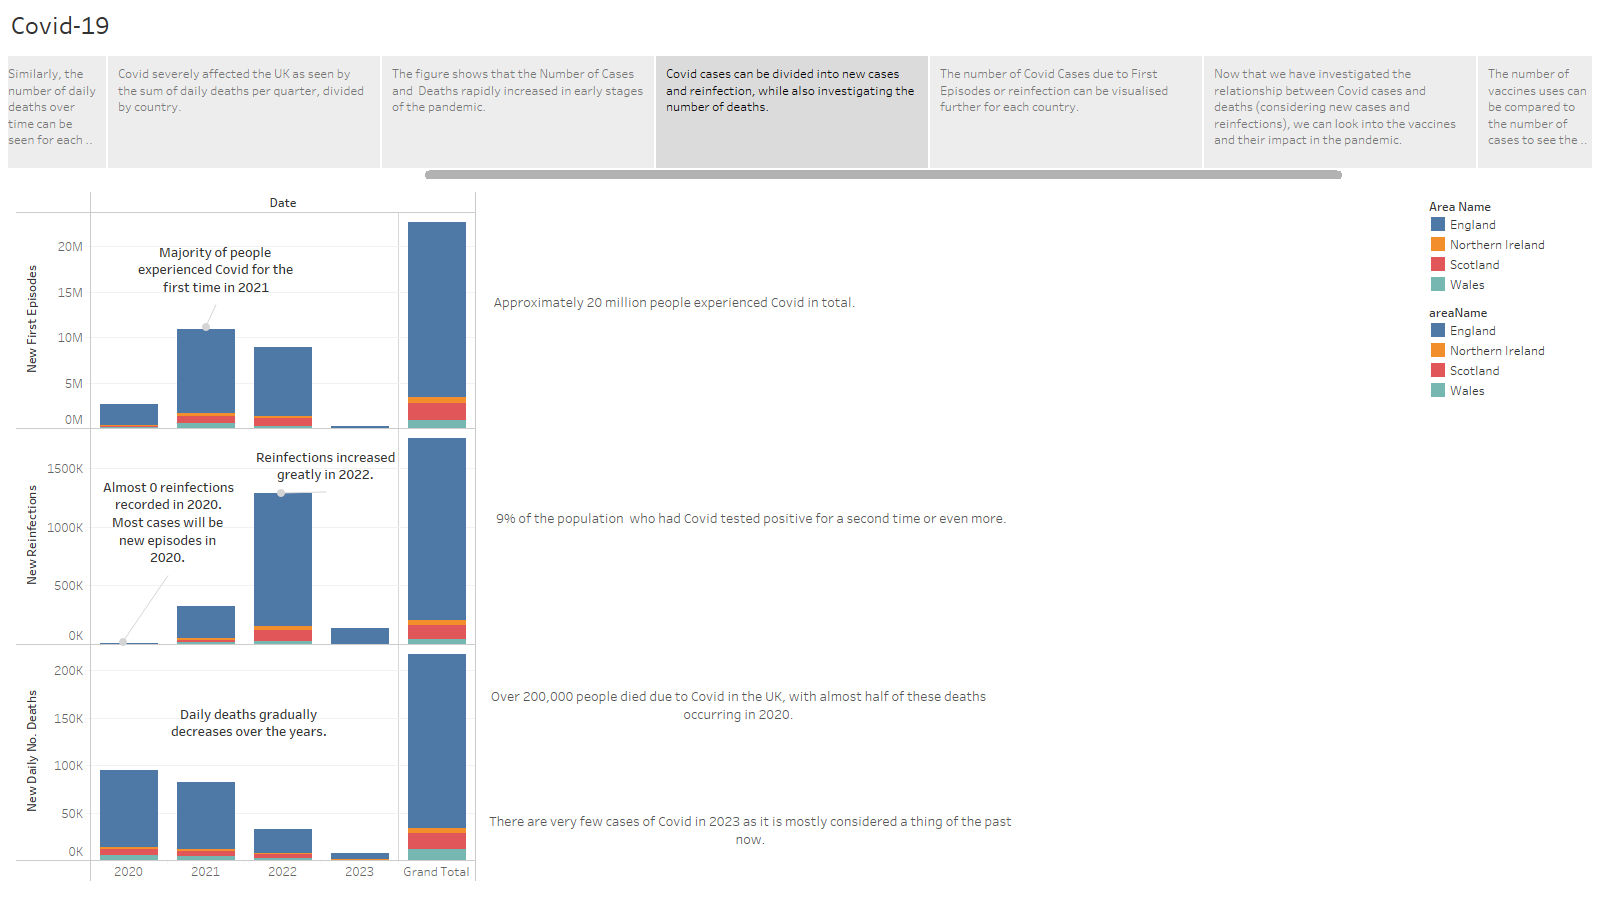 Covid-19
Similarly, the
number of daily
deaths over
time can be
seen for each ..
Covid severely affected the UK as seen by
the sum of daily deaths per quarter, divided
by country.
The figure shows that the Number of Cases
and  Deaths rapidly increased in early stages
of the pandemic.
Covid cases can be divided into new cases
and reinfection, while also investigating the
number of deaths.
The number of Covid Cases due to First
Episodes or reinfection can be visualised
further for each country.
Now that we have investigated the
relationship between Covid cases and
deaths (considering new cases and
reinfections), we can look into the vaccines
and their impact in the pandemic.
The number of
vaccines uses can
be compared to
the number of
cases to see the ..
Date
New First Episodes
20M
15M
10M
5M
0M
Majority of people
experienced Covid for the
first time in 2021
Approximately 20 million people experienced Covid in total.
New Reinfections
1500K
1000K
500K
0K
Reinfections increased
greatly in 2022.
Almost 0 reinfections
recorded in 2020.
Most cases will be
new episodes in
2020.
9% of the population  who had Covid tested positive for a second time or even more.
New Daily No. Deaths
200K
150K
100K
50K
0K
Daily deaths gradually
decreases over the years.
Over 200,000 people died due to Covid in the UK, with almost half of these deaths
occurring in 2020.
There are very few cases of Covid in 2023 as it is mostly considered a thing of the past
now.
2020
2021
2022
2023
Grand Total
Area Name
England
Northern Ireland
Scotland
Wales
areaName
England
Northern Ireland
Scotland
Wales